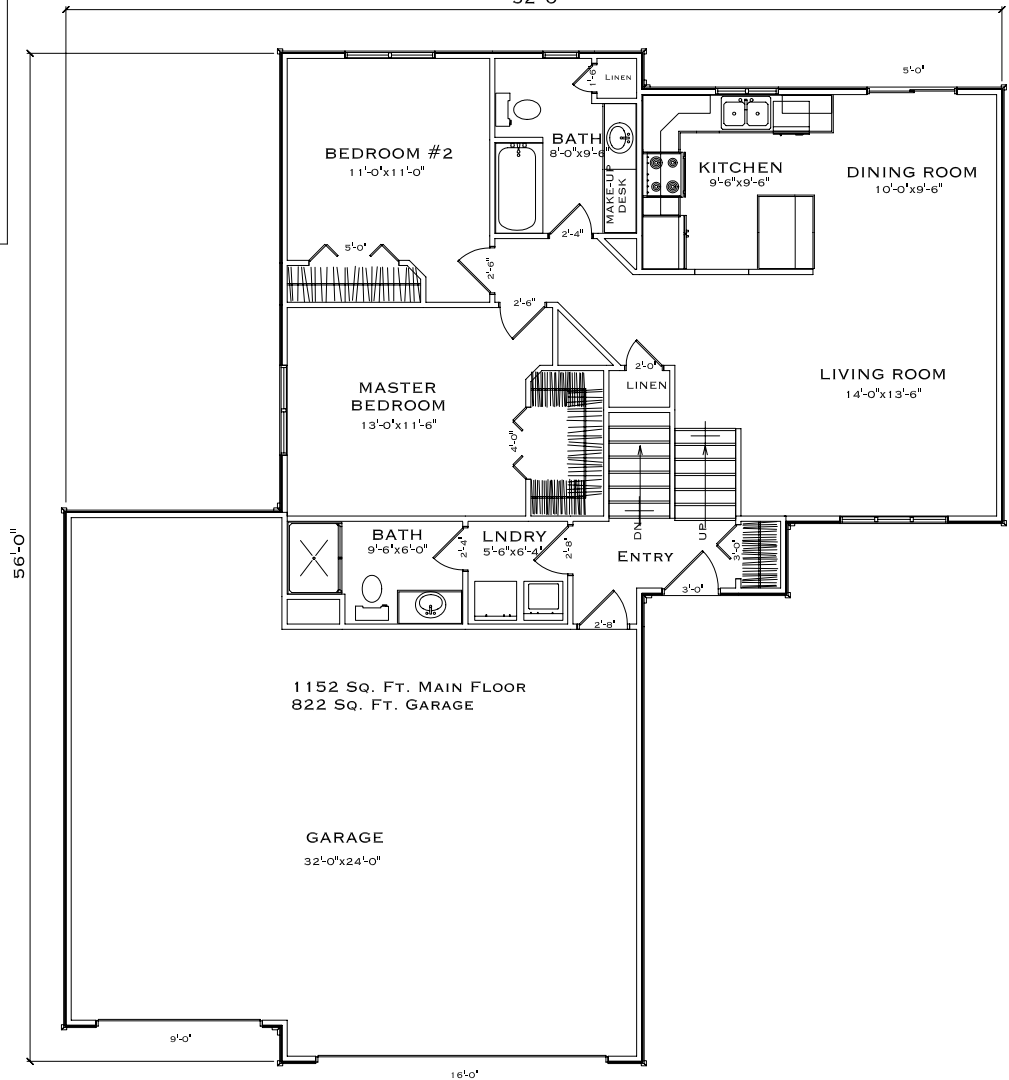 5'-0"
1'-6"
LINEN
BATH
8'-0"x9'-6"
BEDROOM #2
11'-0"x11'-0"
KITCHEN
9'-6"x9'-6"
DINING ROOM
10'-0"x9'-6"
MAKE-UP
DESK
2'-4"
5'-0"
2'-6"
2'-6"
2'-0"
LINEN
LIVING ROOM
14'-0"x13'-6"
MASTER
BEDROOM
13'-0"x11'-6"
4'-0"
56'-0"
DN
UP
BATH
9'-6"x6'-0"
2'-4"
LNDRY
5'-6"x6'-4"
2'-8"
ENTRY
3'-0"
3'-0"
2'-8"
1152 SQ. FT. MAIN FLOOR
822 SQ. FT. GARAGE
GARAGE
32'-0"x24'-0"
9'-0"
16'-0"